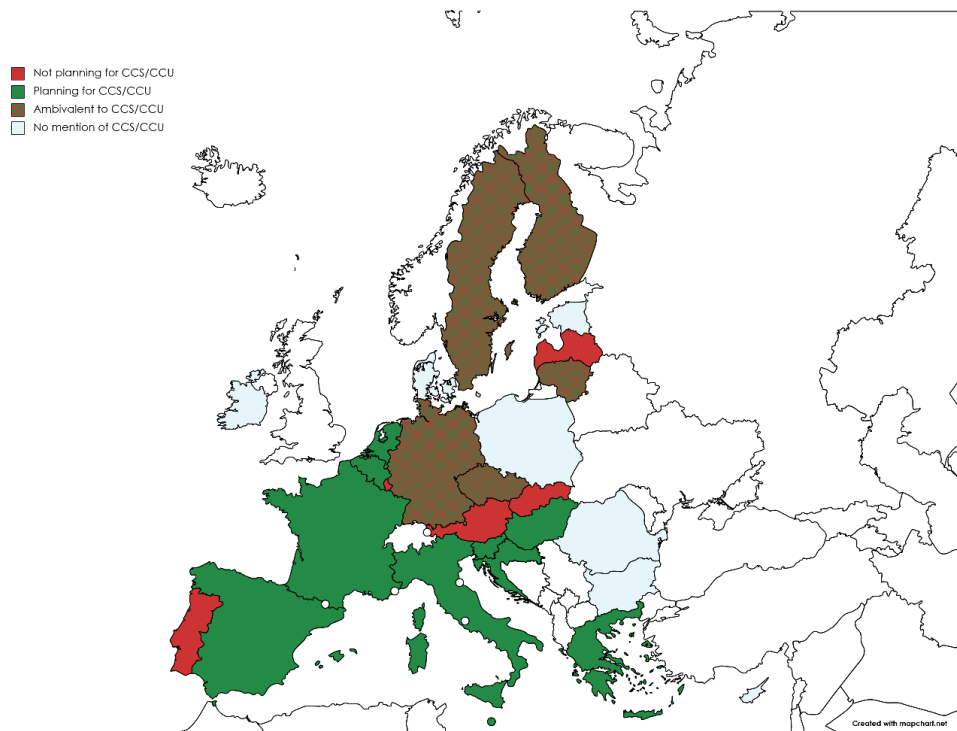 Not planning for CCS/CCU
Planning for CCS/CCU
Ambivalent to CCS/CCU
No mention of CCS/CCU
Created with mapchart.net